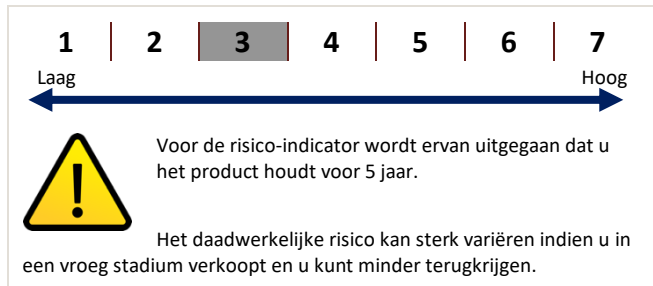 1 2 3 4 5 6 7
Laag Hoog
Voor de risico-indicator wordt ervan uitgegaan dat u
het product houdt voor 5 jaar.
Het daadwerkelijke risico kan sterk variëren indien u in
een vroeg stadium verkoopt en u kunt minder terugkrijgen.